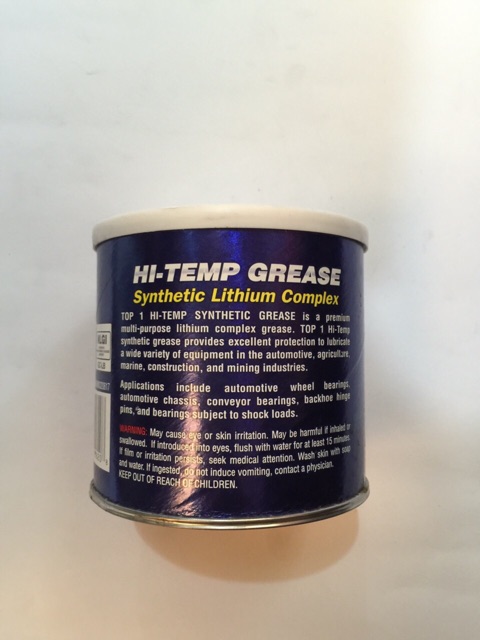 HI-TEMP GREASE
Synthetic Lithium Complex
TOP 1 HI-TEMP SYNTHETIC GREASE is a premium
multi-purpose lithium complex grease. TOP 1 Hi-Temp
synthetic grease provides excellent protection to lubricate
a wide variety of equipment in the automotive, agriculture,
marine, construction, and mining industries.
Applications include automotive wheel bearings,
automotive chassis, conveyor bearings, backhoe hinge
pins, and bearings subject to shock loads.
WARNING: May cause eye or skin irritation. May be harmful if inhaled or
swallowed. If introduced into eyes, flush with water for at least 15 minutes.
If film or irritation persists, seek medical attention. Wash skin with soap
and water. If ingested, do not induce vomiting, contact a physician.
KEEP OUT OF REACH OF CHILDREN.